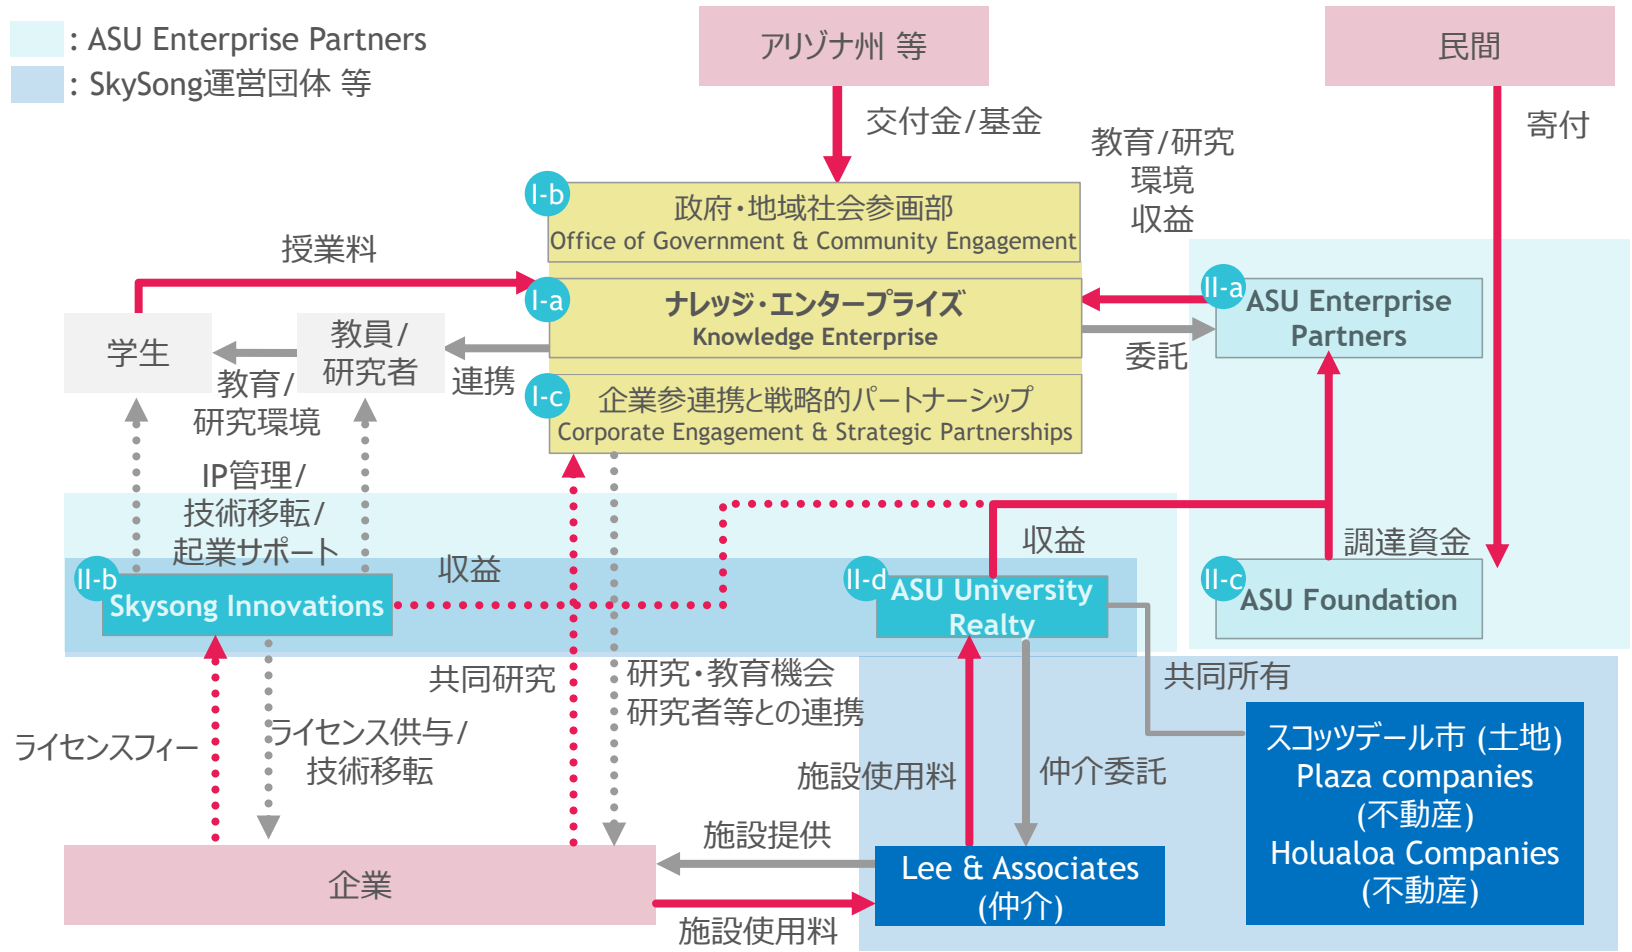 : ASU Enterprise Partners
: SkySong運営団体 等
アリゾナ州 等
民間
交付金/基金
寄付
教育/研究
環境
収益
I-b
政府・地域社会参画部
Office of Government & Community Engagement
授業料
I-a
ナレッジ・エンタープライズ
Knowledge Enterprise
II-a
ASU Enterprise
Partners
学生
教員/
研究者
連携
委託
教育/
研究環境
I-c
企業参連携と戦略的パートナーシップ
Corporate Engagement & Strategic Partnerships
IP管理/
技術移転/
起業サポート
収益
収益
調達資金
II-b
Skysong Innovations
II-d
ASU University
Realty
II-c
ASU Foundation
共同研究
研究・教育機会
研究者等との連携
共同所有
ライセンスフィー
ライセンス供与/
技術移転
施設使用料
仲介委託
スコッツデール市 (土地)
Plaza companies
(不動産)
Holualoa Companies
(不動産)
施設提供
企業
Lee & Associates
(仲介)
施設使用料